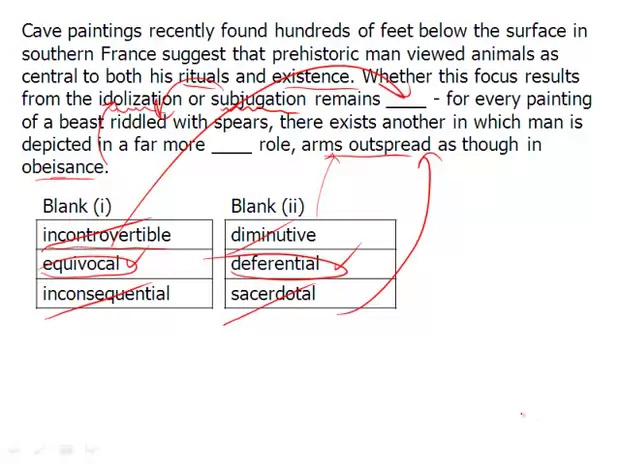 Cave paintings recently found hundreds of feet below the surface in
southern France suggest that prehistoric man viewed animals as
central to both his rituals and existence. Whether this focus results
from the idolization or subjugation remains ____ - for every painting
of a beast riddled with spears, there exists another in which man is
depicted in a far more ____ role, arms outspread as though in
obeisance.
Blank (i) Blank (ii)
incontrovertible diminutive
equivocal deferential
inconsequential sacerdotal